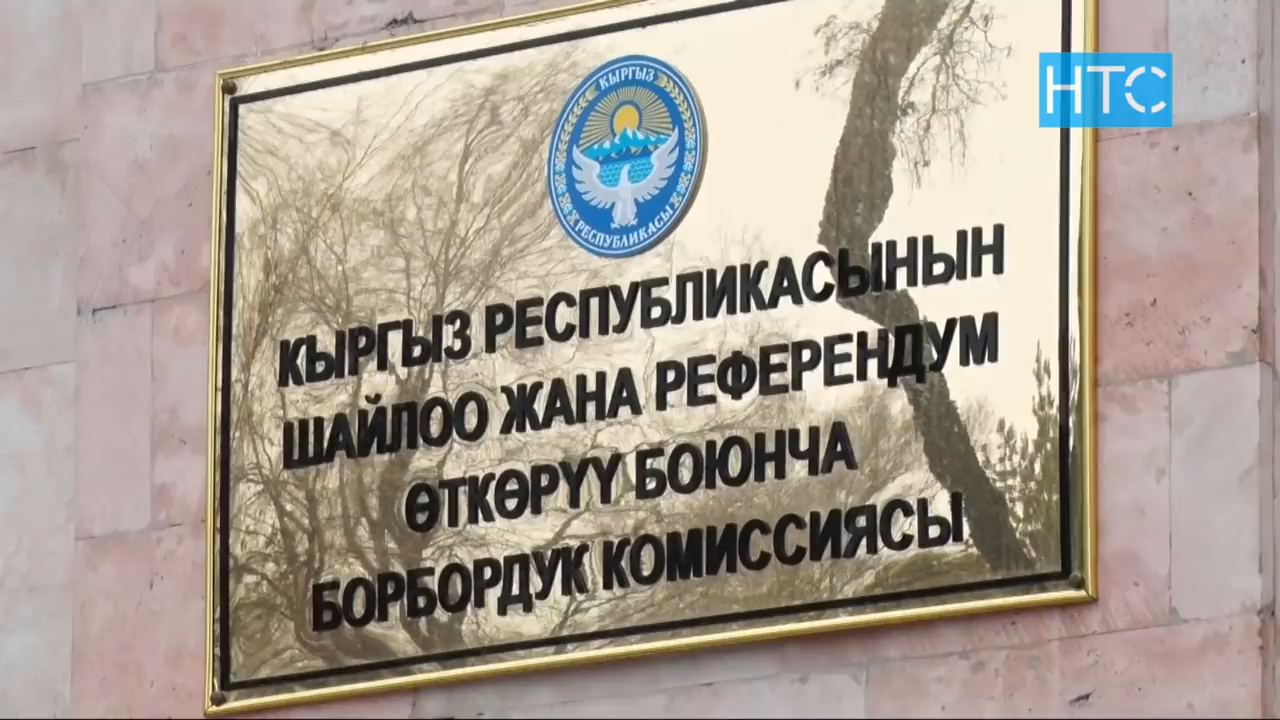 НТС
КЫРГЫЗ
РЕСПУБЛИКАСЫ
КЫРГЫЗ РЕСПУБЛИКАСЫНЫН
ШАЙЛОО ЖАНА РЕФЕРЕНДУМ
ӨТКӨРҮҮ БОЮНЧА
БОРБОРДУК КОМИССИЯСЫ